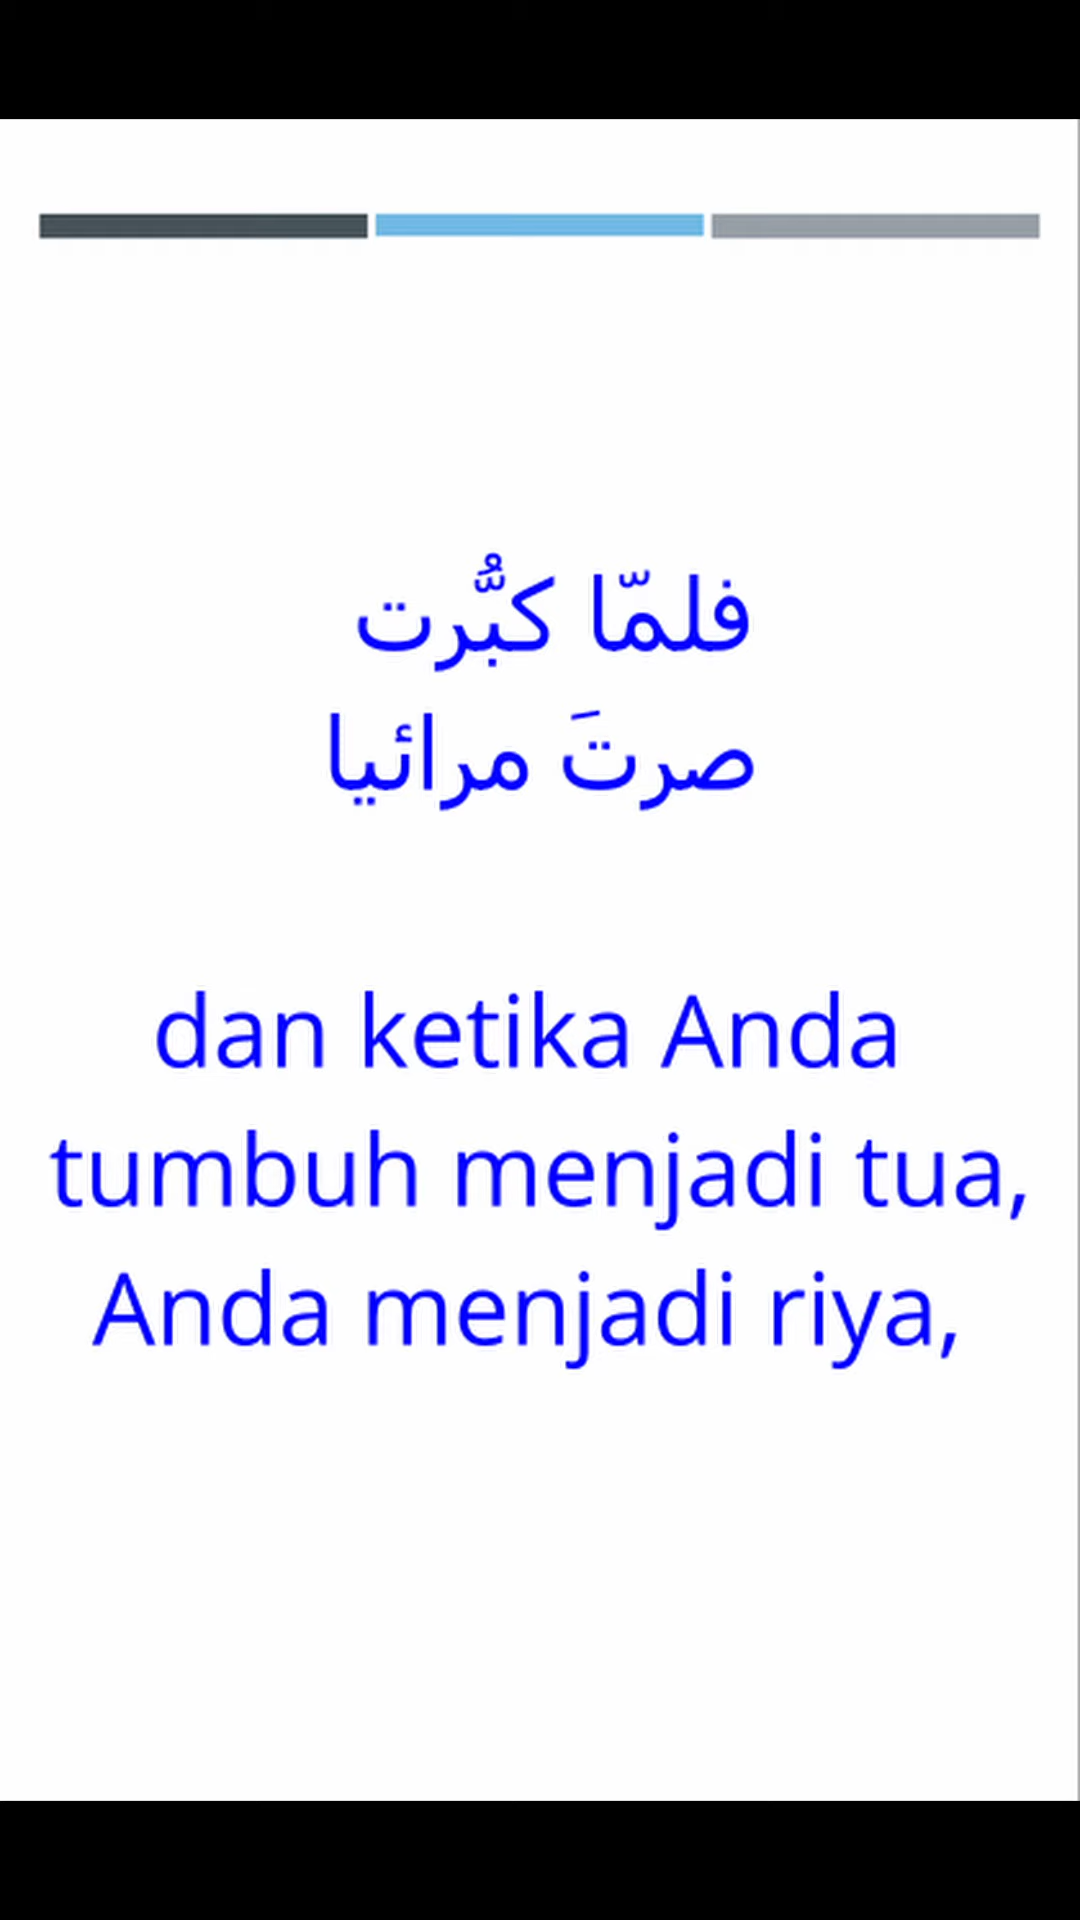 فلمّا كبُّرت
صرتَ مرائيا
dan ketika Anda
tumbuh menjadi tua,
Anda menjadi riya,